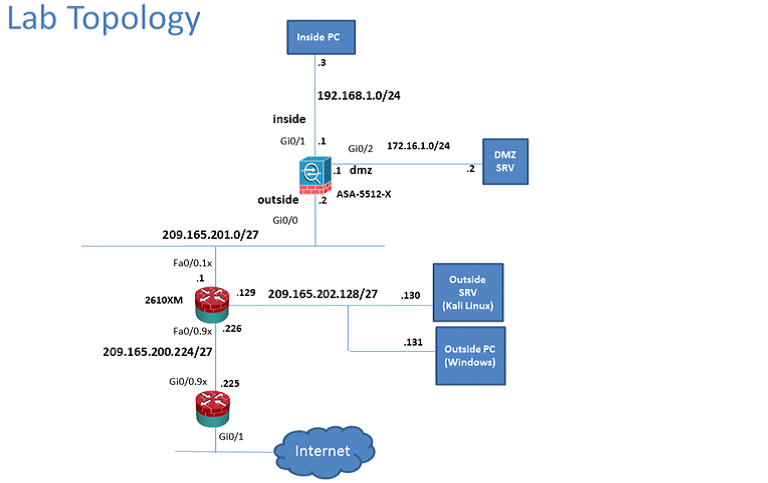 Lab Topology
Inside PC
.3
192.168.1.0/24
inside
Gi0/1
.1
Gi0/2
172.16.1.0/24
.1
dmz
.2
DMZ
SRV
ASA-5512-X
outside
.2
Gi0/0
209.165.201.0/27
Fa0/0.1x
.1
2610XM
.129
209.165.202.128/27
.130
Outside
SRV
(Kali Linux)
Fa0/0.9x
.226
.131
Outside PC
(Windows)
209.165.200.224/27
Gi0/0.9x
.225
Gi0/1
Internet